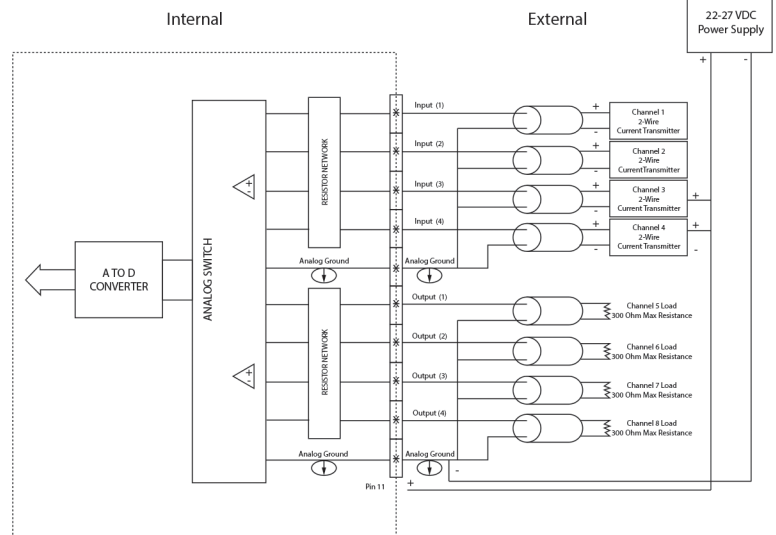 Internal
External
22-27 VDC
Power Supply
+ -
Input (1)
+
-
Channel 1
2-Wire
Current Transmitter
Input (2)
+
-
Channel 2
2-Wire
CurrentTransmitter
Input (3)
+
-
Channel 3
2-Wire
CurrentTransmitter
+
Input (4)
+
-
Channel 4
2-Wire
Current Transmitter
+
-
RESISTOR NETWORK
+
-
ANALOG SWITCH
A TO D
CONVERTER
Analog Ground
Analog Ground
Output (1)
Channel 5 Load
300 Ohm Max Resistance
Output (2)
Channel 6 Load
300 Ohm Max Resistance
Output (3)
Channel 7 Load
300 Ohm Max Resistance
Output (4)
Channel 8 Load
300 Ohm Max Resistance
RESISTOR NETWORK
+
-
Analog Ground
Analog Ground
-
Pin 11
+